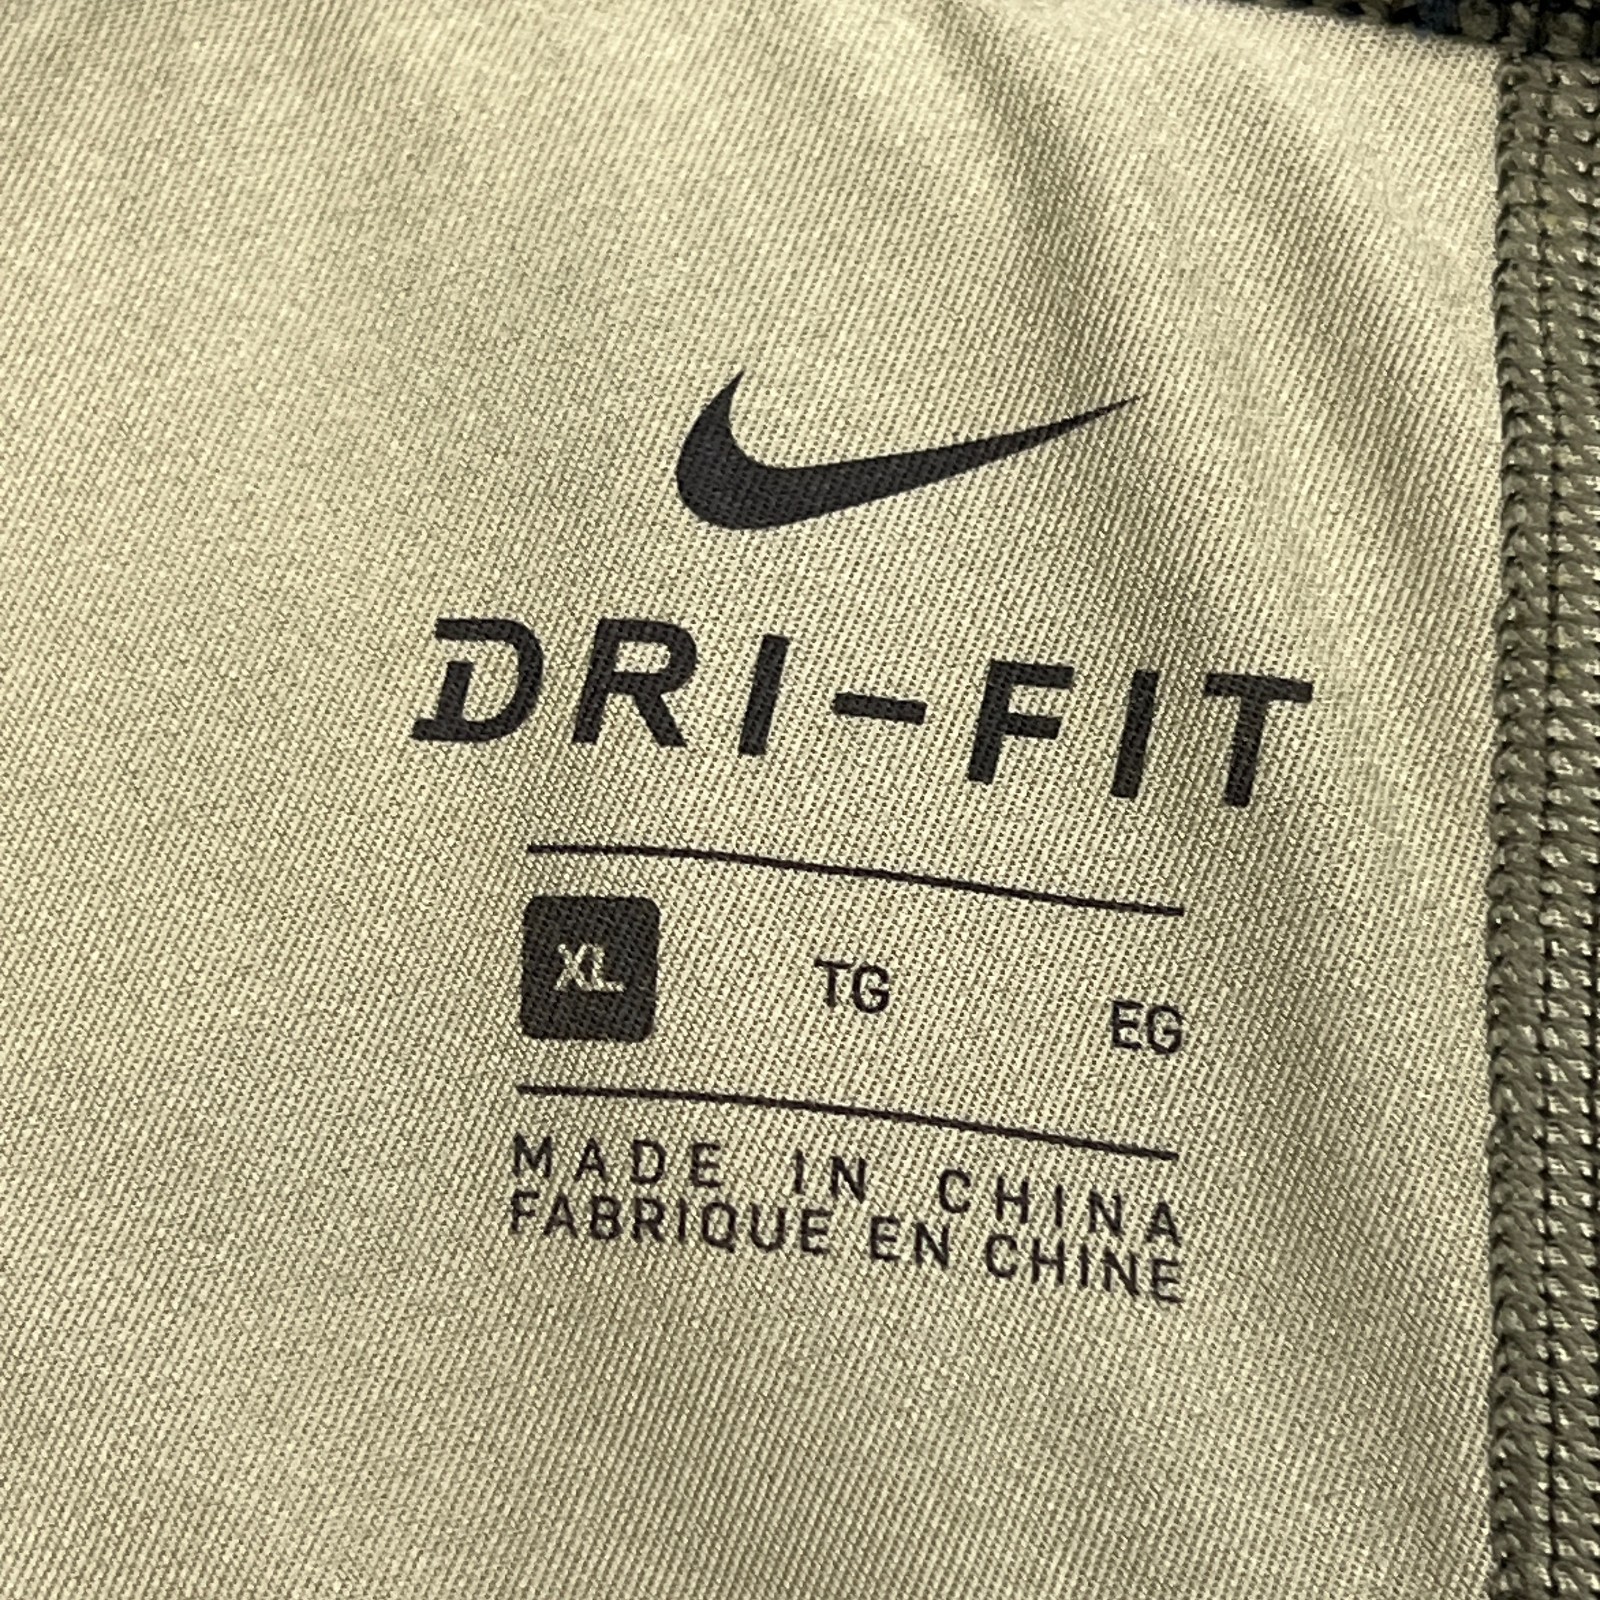 DRI-FIT
XL TG EG
MADE IN CHINA
FABRIQUE EN CHINE